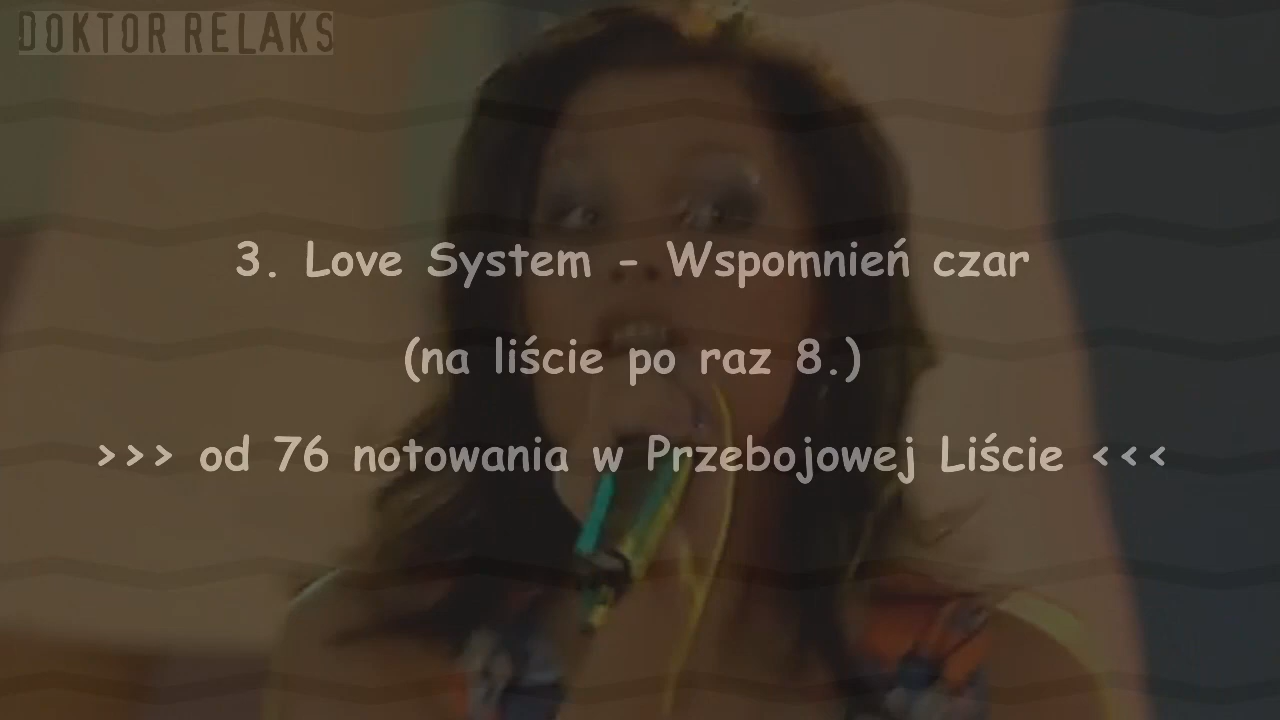 DOKTOR RELAKS
3. Love System - Wspomnień czar
(na liście po raz 8.)
>>> od 76 notowania w Przebojowej Liście <<<